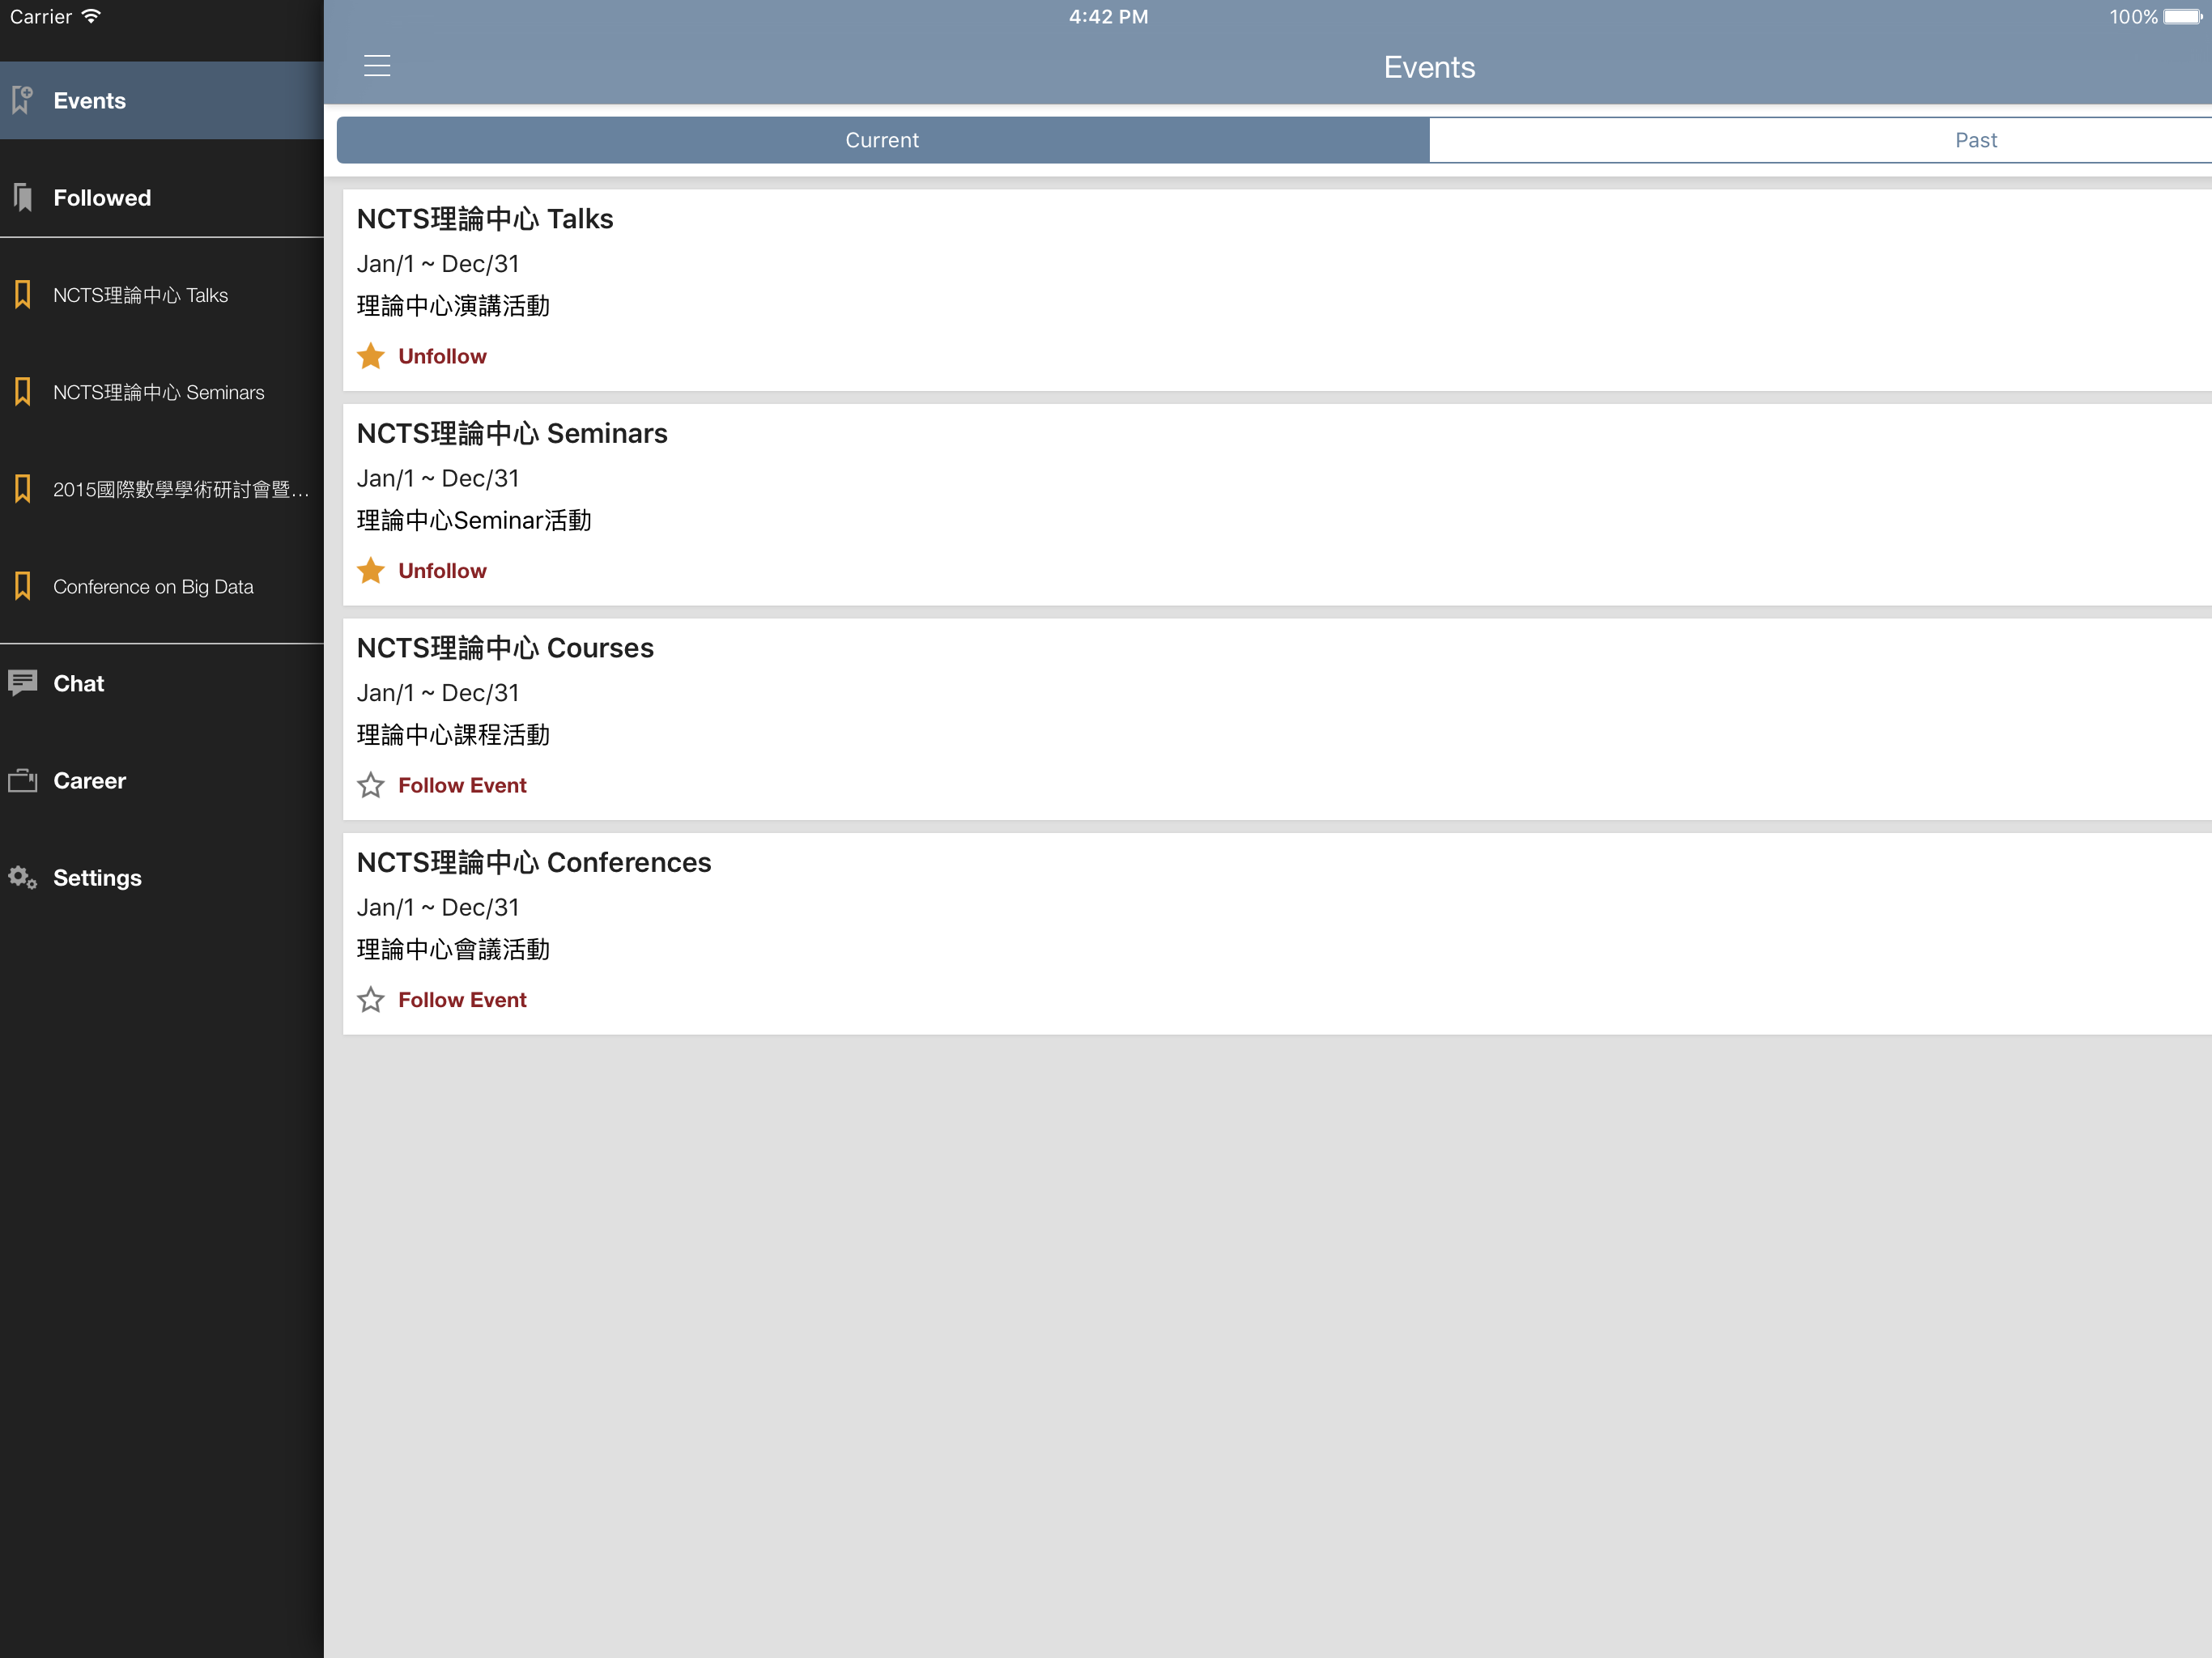 Carrier
4:42 PM
100%
Events
Followed
NCTS理論中心 Talks
NCTS理論中心 Seminars
2015國際數學學術研討會暨...
Conference on Big Data
Chat
Career
Settings
Events
Current
Past
NCTS理論中心 Talks
Jan/1 ~ Dec/31
理論中心演講活動
Unfollow
NCTS理論中心 Seminars
Jan/1 ~ Dec/31
理論中心Seminar活動
Unfollow
NCTS理論中心 Courses
Jan/1 ~ Dec/31
理論中心課程活動
Follow Event
NCTS理論中心 Conferences
Jan/1 ~ Dec/31
理論中心會議活動
Follow Event